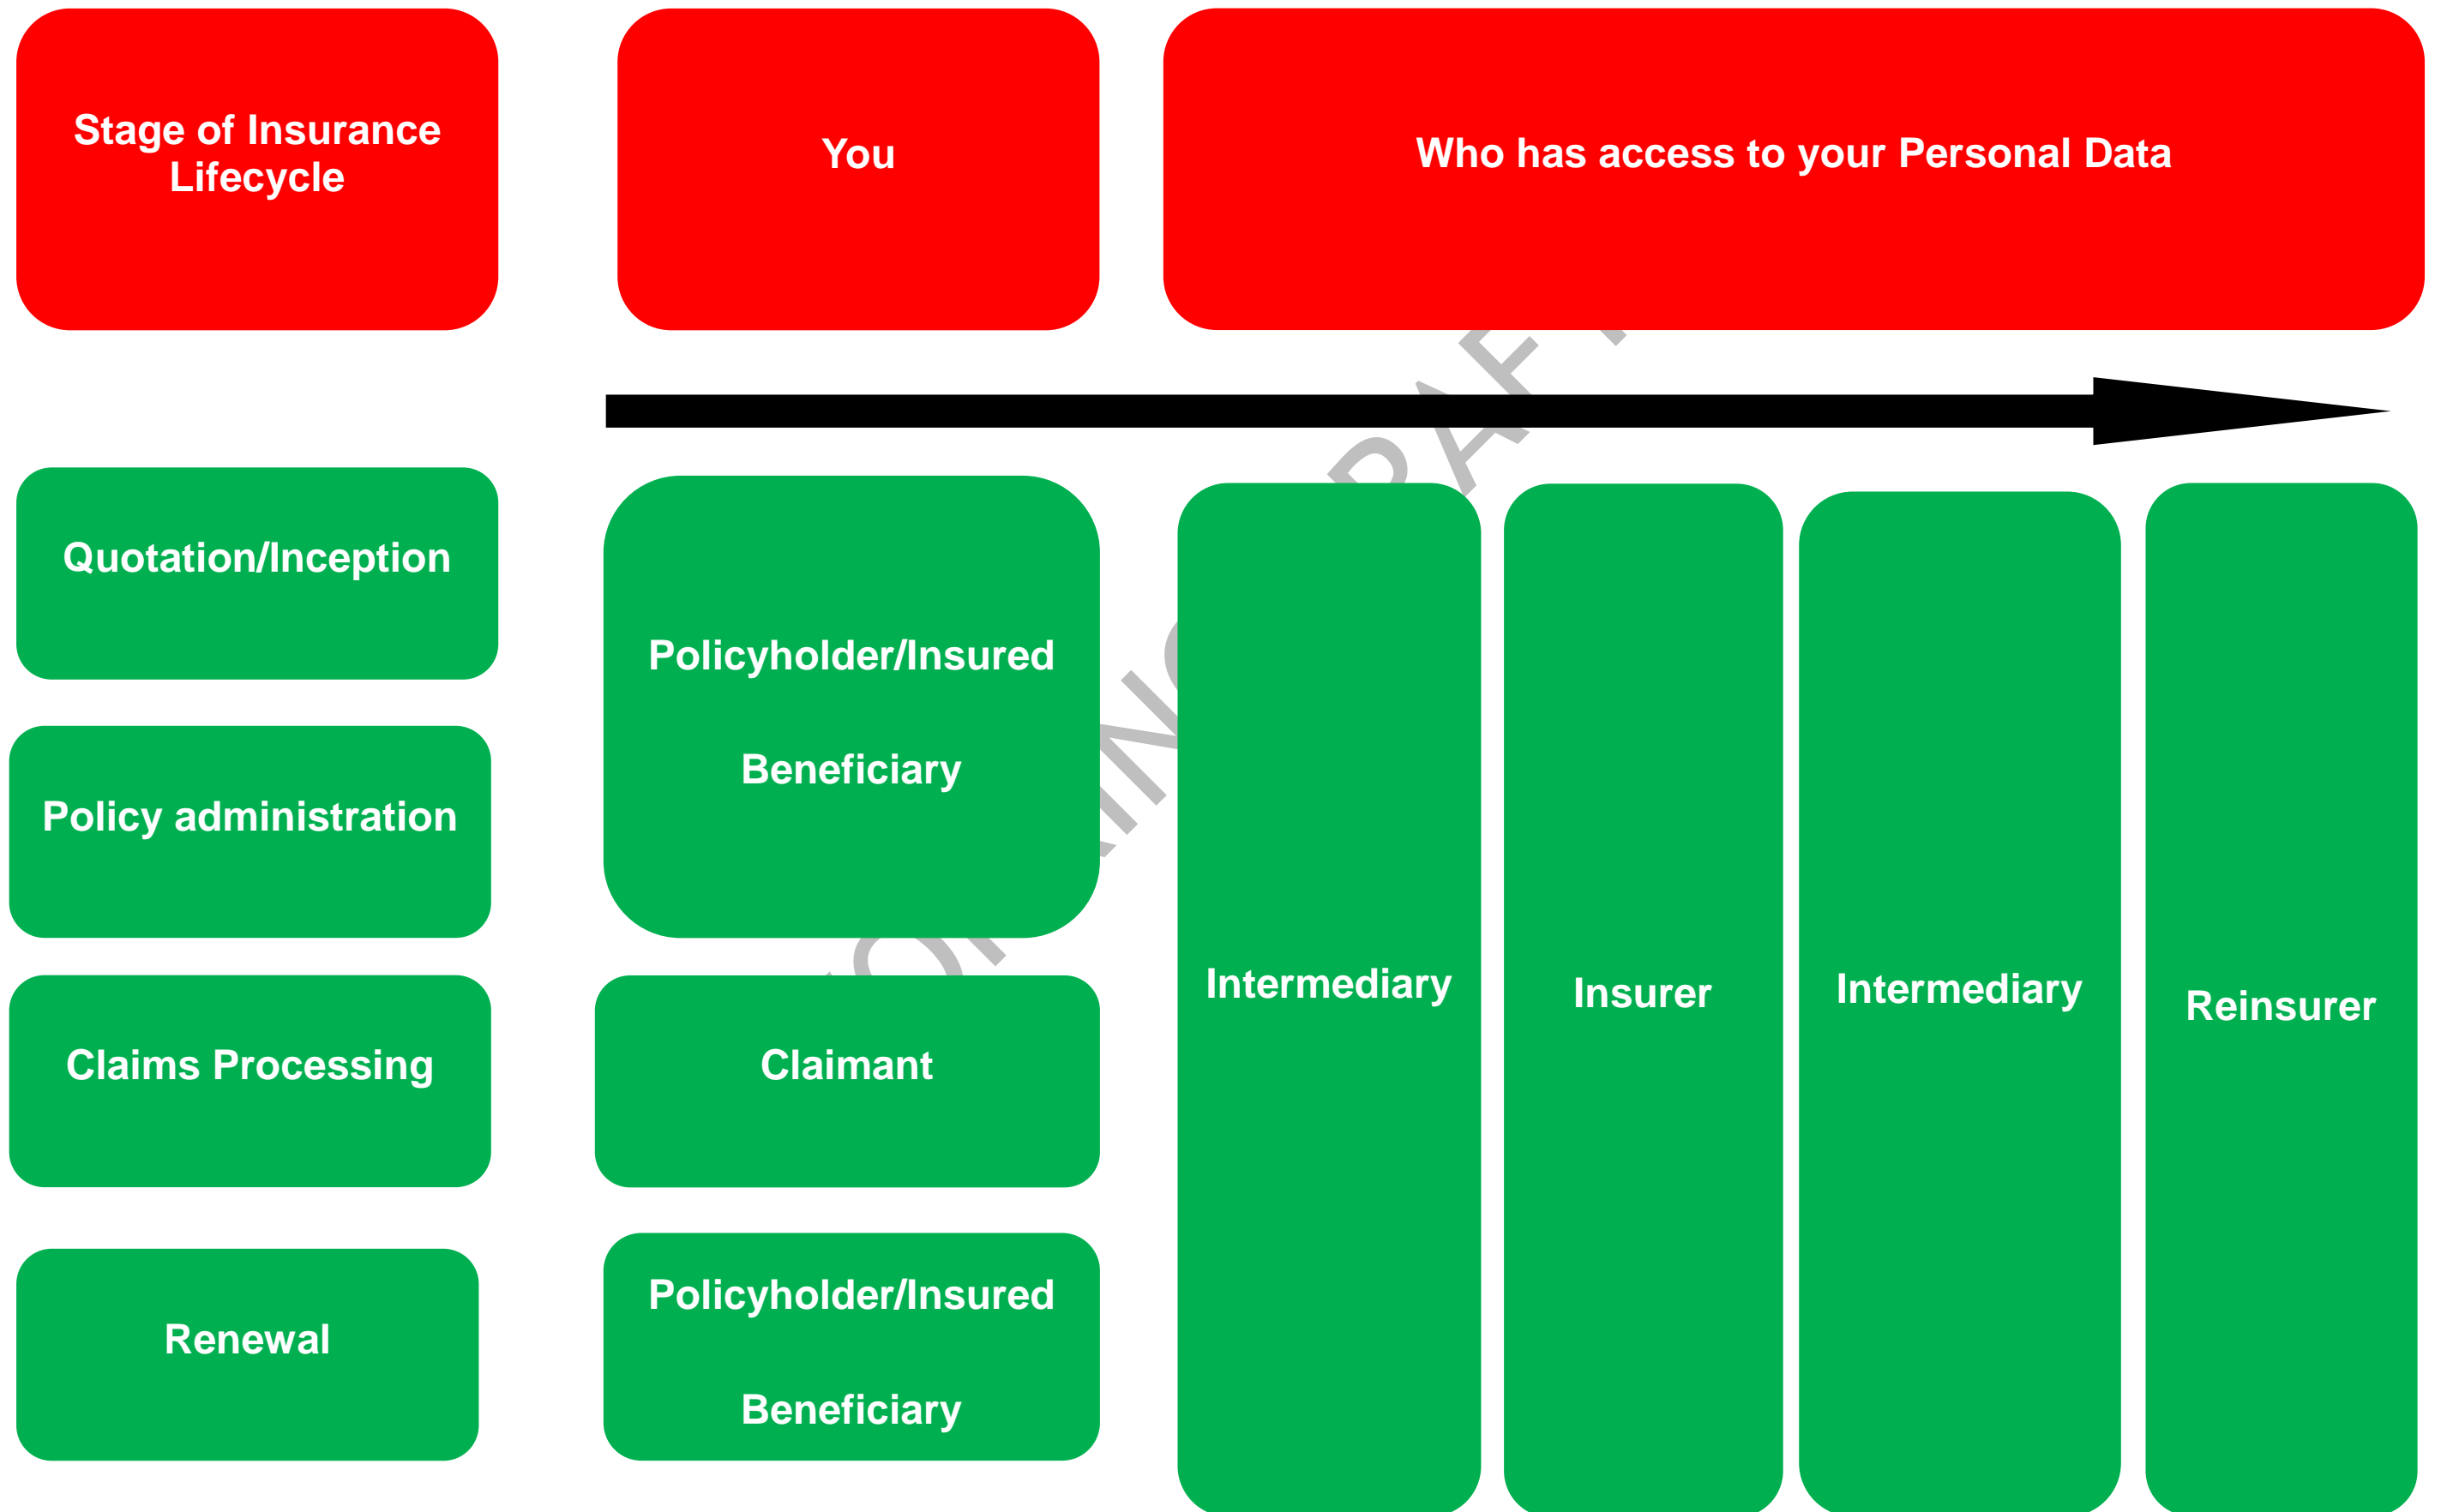 Stage of Insurance
Lifecycle
You
Who has access to your Personal Data
Quotation/Inception
Policyholder/Insured
Beneficiary
Policy administration
Intermediary
Insurer
Intermediary
Reinsurer
Claims Processing
Claimant
Renewal
Policyholder/Insured
Beneficiary